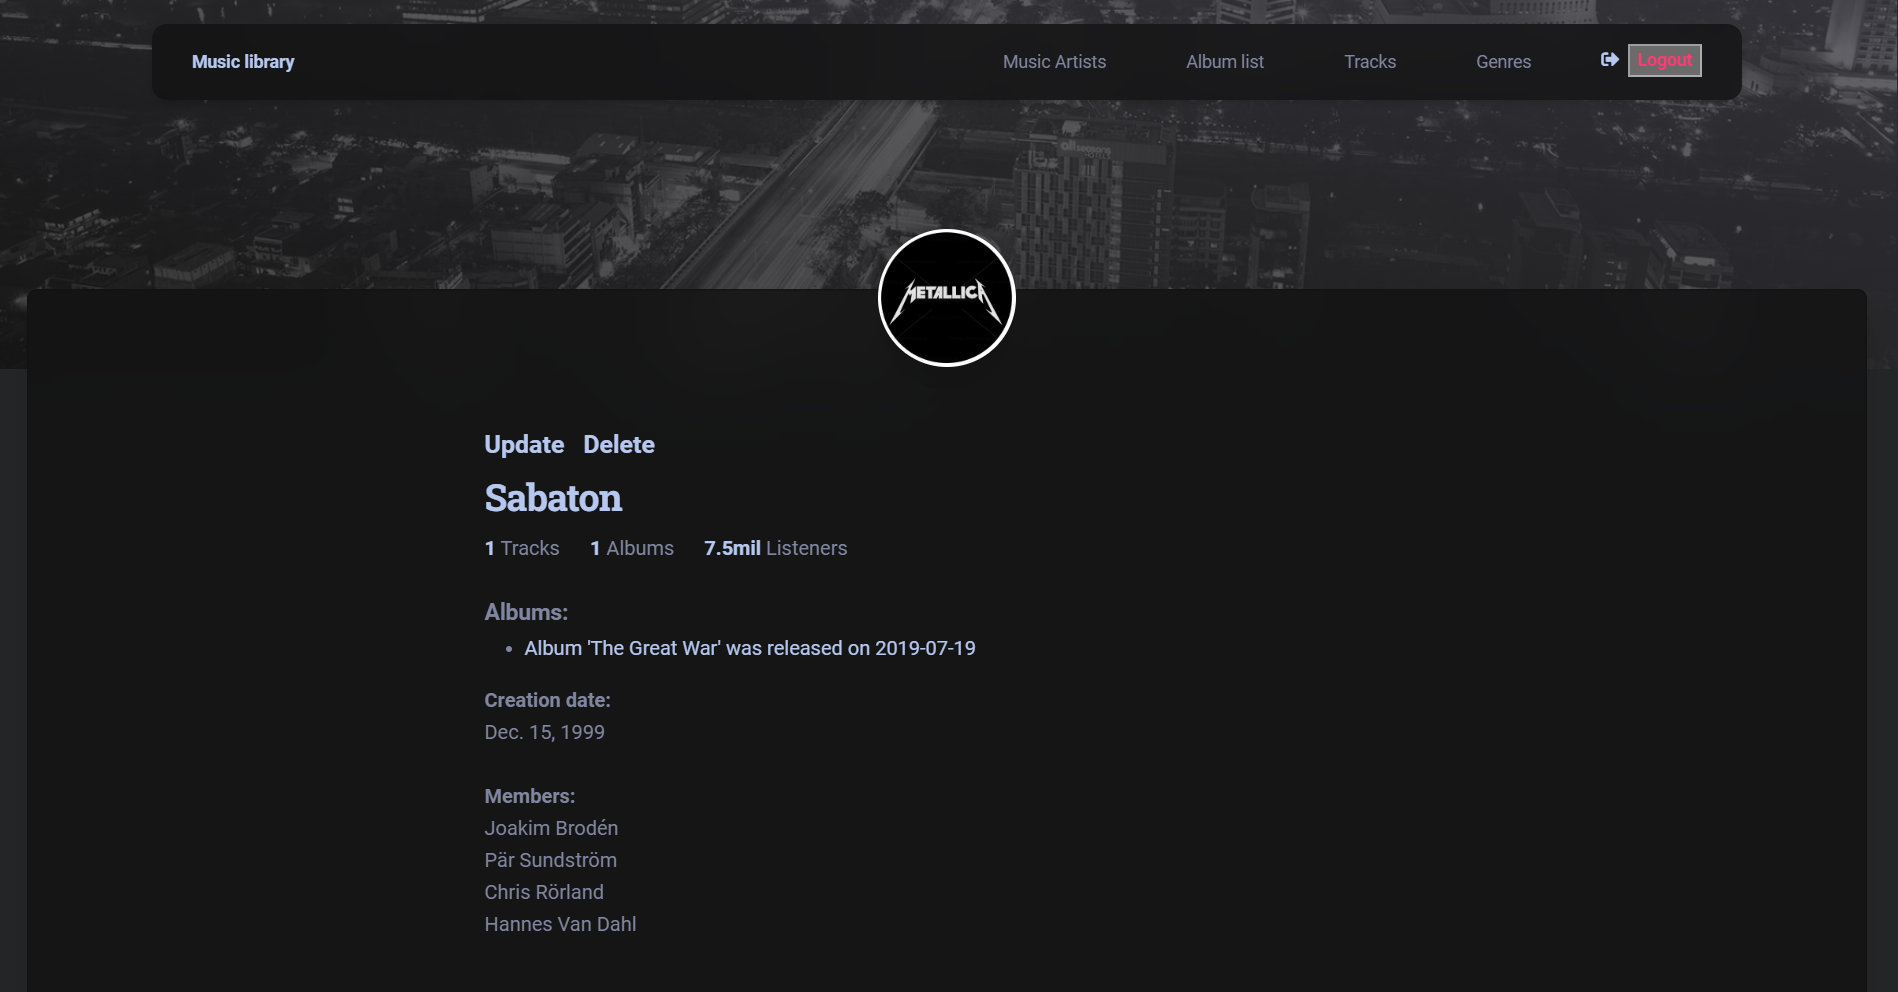 Music library
Music Artists
Album list
Tracks
Genres
Logout
allseasons
HOTELS
METALLICA
Update Delete
Sabaton
1 Tracks 1 Albums 7.5mil Listeners
Albums:
• Album 'The Great War' was released on 2019-07-19
Creation date:
Dec. 15, 1999
Members:
Joakim Brodén
Pär Sundström
Chris Rörland
Hannes Van Dahl